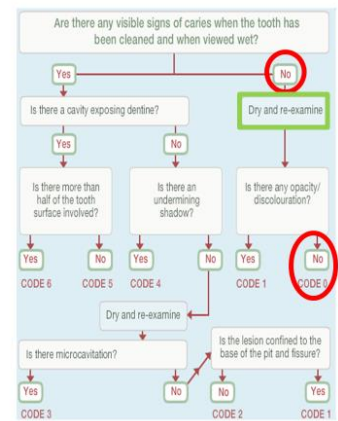 Are there any visible signs of caries when the tooth has
been cleaned and when viewed wet?
Yes
No
Is there a cavity exposing dentine?
Dry and re-examine
Yes
No
Is there more than
half of the tooth
surface involved?
Is there an
undermining
shadow?
Is there any opacity/
discolouration?
Yes
No
Yes
No
Yes
No
CODE 6
CODE 5
CODE 4
CODE 1
CODE 0
Dry and re-examine
Is there microcavitation?
Is the lesion confined to the
base of the pit and fissure?
Yes
No
No
Yes
CODE 3
CODE 2
CODE 1